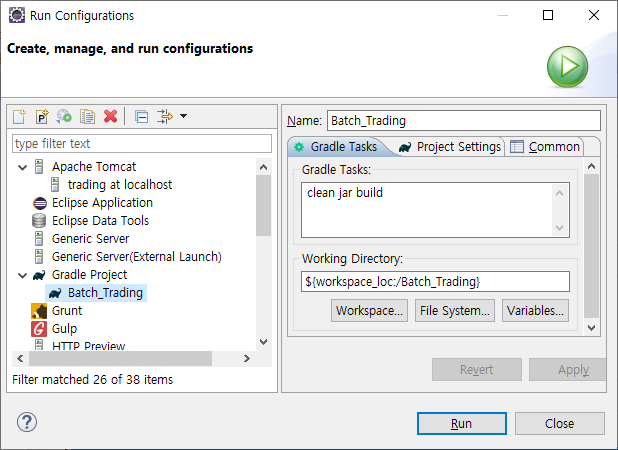 Run Configurations
Create, manage, and run configurations
type filter text
Apache Tomcat
trading at localhost
Eclipse Application
Eclipse Data Tools
Generic Server
Generic Server(External Launch)
Gradle Project
Batch_Trading
Grunt
Gulp
HTTP Preview
Filter matched 26 of 38 items
Name: Batch_Trading
Gradle Tasks Project Settings Common
Gradle Tasks:
clean jar build
Working Directory:
${workspace_loc:/Batch_Trading}
Workspace... File System... Variables...
Revert Apply
Run Close